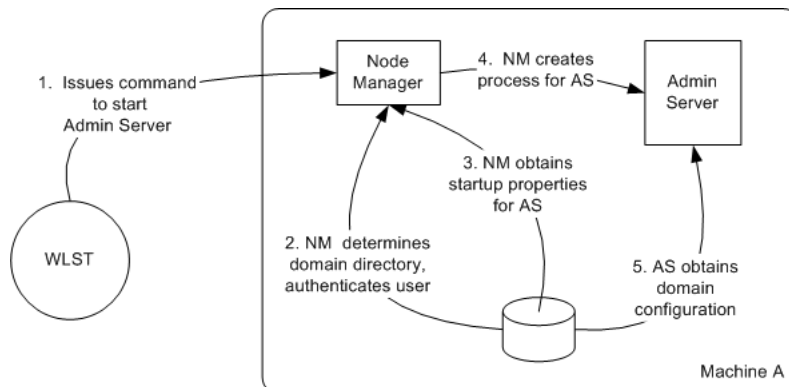 1. Issues command
to start
Admin Server
WLST
Node
Manager
4. NM creates
process for AS
Admin
Server
3. NM obtains
startup properties
for AS
2. NM determines
domain directory,
authenticates user
5. AS obtains
domain
configuration
Machine A